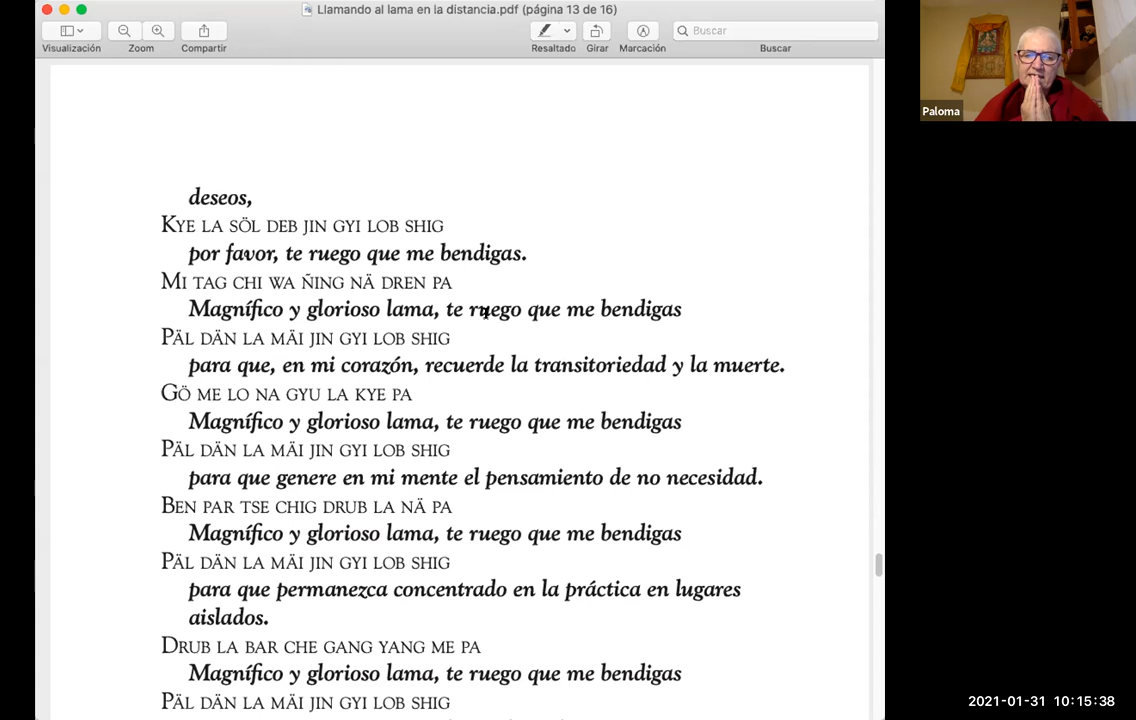 Llamando al lama en la distancia.pdf (página 13 de 16)
Buscar
Visualización Zoom Compartir Resaltado Girar Marcación Buscar
Paloma
deseos,
KYE LA SÖL DEB JIN GYI LOB SHIG
por favor, te ruego que me bendigas.
MI TAG CHI WA ÑING NÄ DREN PA
Magnífico y glorioso lama, te ruego que me bendigas
PÄL DÄN LA MÄI JIN GYI LOB SHIG
para que, en mi corazón, recuerde la transitoriedad y la muerte.
GÖ ME LO NA GYU LA KYE PA
Magnífico y glorioso lama, te ruego que me bendigas
PÄL DÄN LA MÄI JIN GYI LOB SHIG
para que genere en mi mente el pensamiento de no necesidad.
BEN PAR TSE CHIG DRUB LA NÄ PA
Magnífico y glorioso lama, te ruego que me bendigas
PÄL DÄN LA MÄI JIN GYI LOB SHIG
para que permanezca concentrado en la práctica en lugares
aislados.
DRUB LA BAR CHE GANG YANG ME PA
Magnífico y glorioso lama, te ruego que me bendigas
PÄL DÄN LA MÄI JIN GYI LOB SHIG
2021-01-31 10:15:38